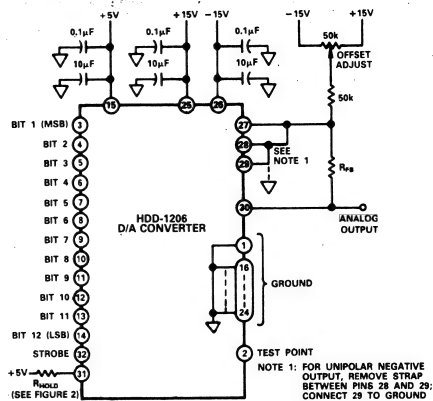 +5V
+15V
-15V
-15V
+15V
0.1µF
0.1µF
0.1µF
50k
OFFSET
ADJUST
10µF
10µF
10µF
50k
15
25
26
BIT 1 (MSB) 3
BIT 2 4
BIT 3 5
BIT 4 6
BIT 5 7
BIT 6 8
BIT 7 9
BIT 8 10
BIT 9 11
BIT 10 12
BIT 11 13
BIT 12 (LSB) 14
STROBE 32
+5V
RHOLD
31
(SEE FIGURE 2)
HDD-1206
D/A CONVERTER
27
28
29
SEE
NOTE 1
RFB
30
ANALOG
OUTPUT
1
16
24
GROUND
2 TEST POINT
NOTE 1: FOR UNIPOLAR NEGATIVE
OUTPUT, REMOVE STRAP
BETWEEN PINS 28 AND 29;
CONNECT 29 TO GROUND